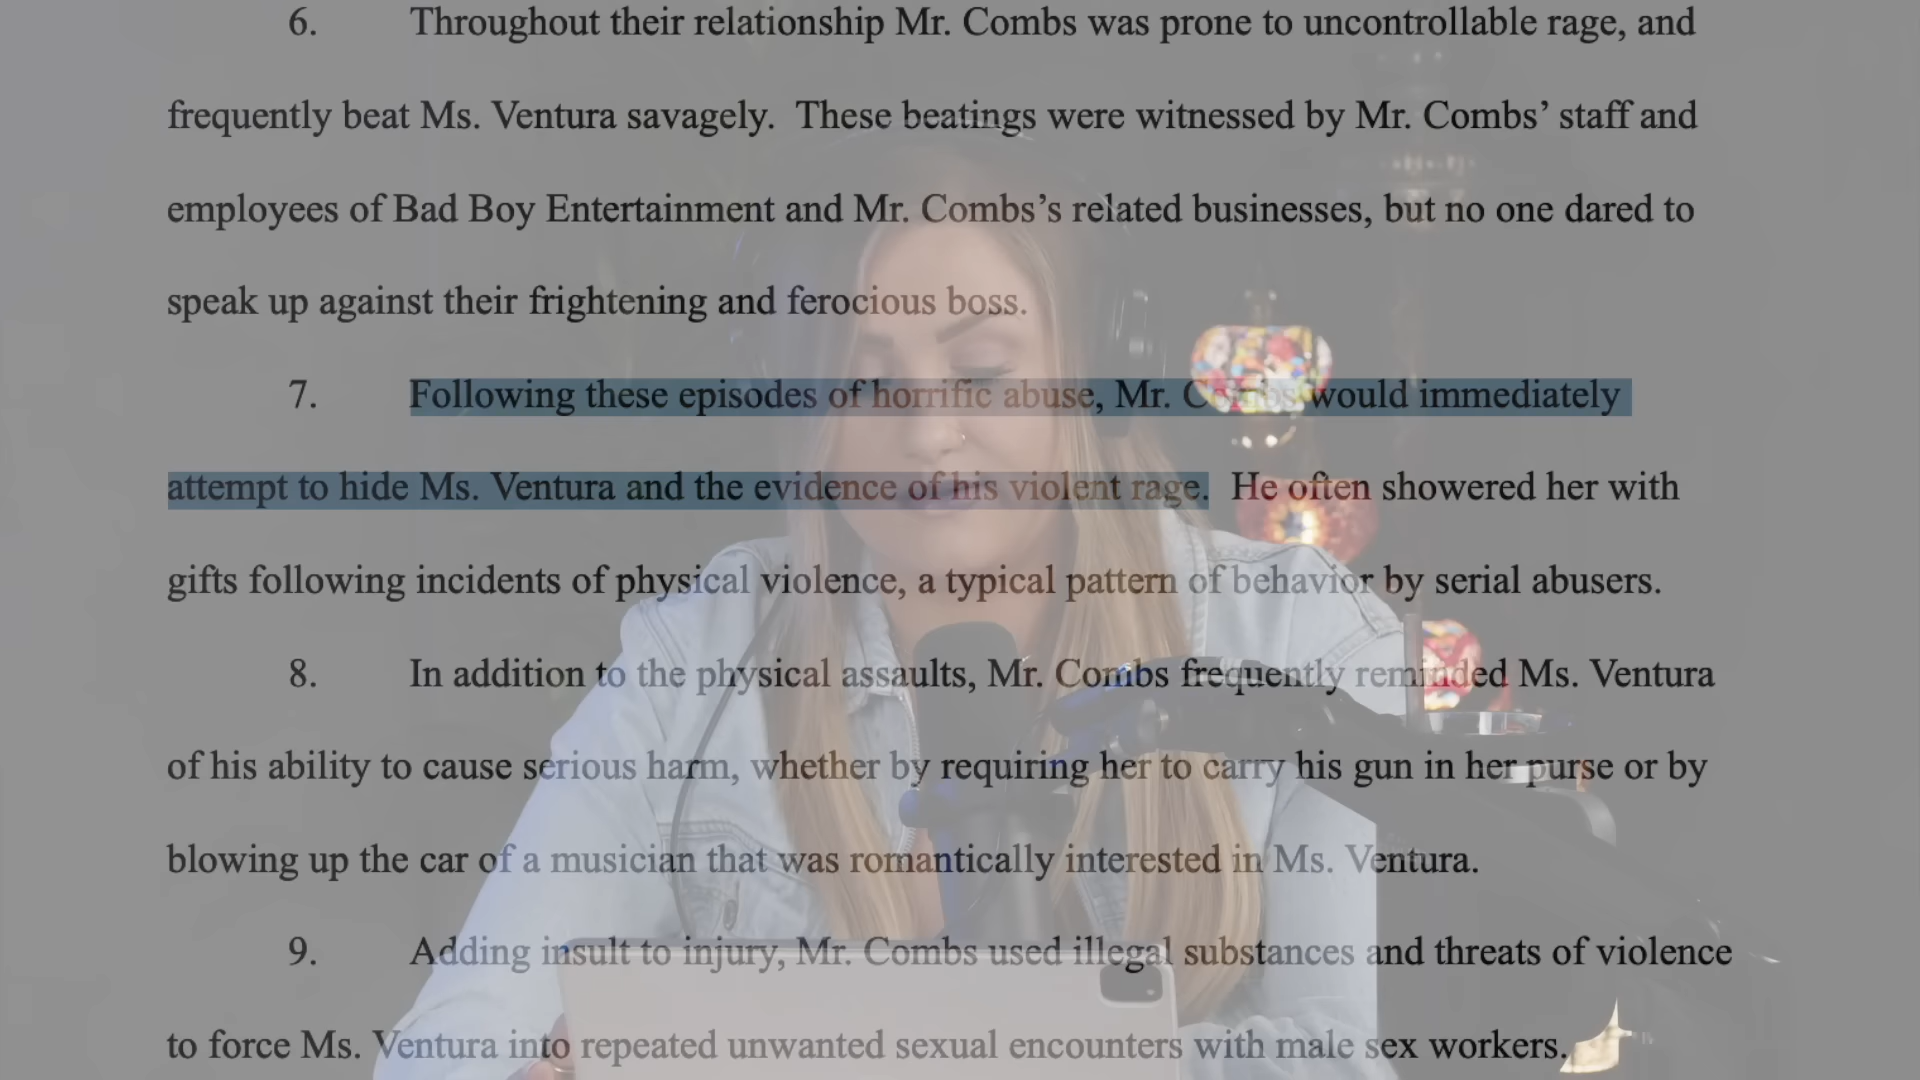 6. Throughout their relationship Mr. Combs was prone to uncontrollable rage, and
frequently beat Ms. Ventura savagely. These beatings were witnessed by Mr. Combs’ staff and
employees of Bad Boy Entertainment and Mr. Combs’s related businesses, but no one dared to
speak up against their frightening and ferocious boss.
7. Following these episodes of horrific abuse, Mr. Combs would immediately
attempt to hide Ms. Ventura and the evidence of his violent rage. He often showered her with
gifts following incidents of physical violence, a typical pattern of behavior by serial abusers.
8. In addition to the physical assaults, Mr. Combs frequently reminded Ms. Ventura
of his ability to cause serious harm, whether by requiring her to carry his gun in her purse or by
blowing up the car of a musician that was romantically interested in Ms. Ventura.
9. Adding insult to injury, Mr. Combs used illegal substances and threats of violence
to force Ms. Ventura into repeated unwanted sexual encounters with male sex workers.